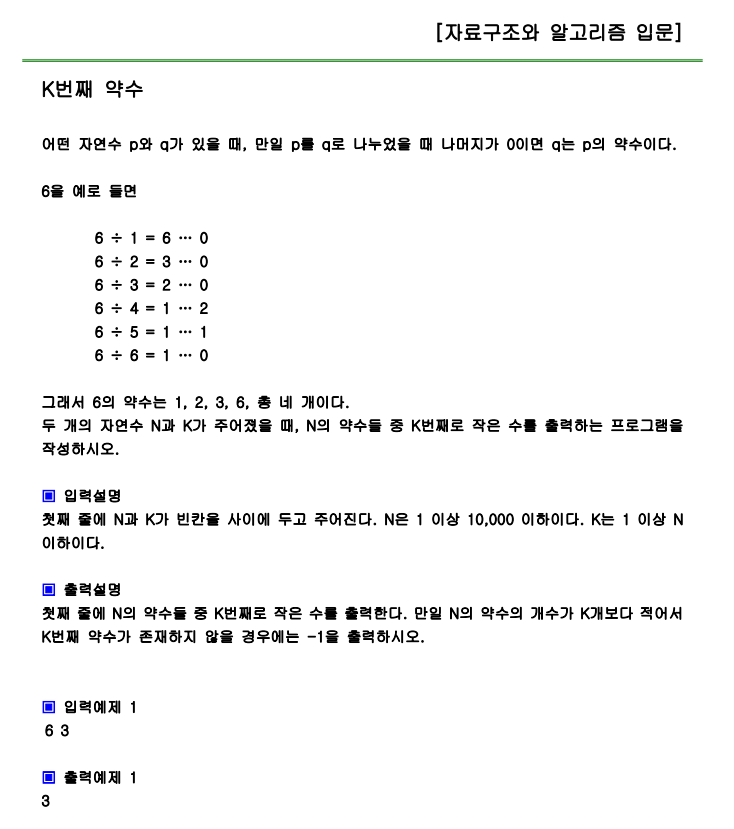 [자료구조와 알고리즘 입문]
K번째 약수
어떤 자연수 p와 q가 있을 때, 만일 p를 q로 나누었을 때 나머지가 0이면 q는 p의 약수이다.
6을 예로 들면
6 ÷ 1 = 6 … 0
6 ÷ 2 = 3 … 0
6 ÷ 3 = 2 … 0
6 ÷ 4 = 1 … 2
6 ÷ 5 = 1 … 1
6 ÷ 6 = 1 … 0
그래서 6의 약수는 1, 2, 3, 6, 총 네 개이다.
두 개의 자연수 N과 K가 주어졌을 때, N의 약수들 중 K번째로 작은 수를 출력하는 프로그램을
작성하시오.
▣ 입력설명
첫째 줄에 N과 K가 빈칸을 사이에 두고 주어진다. N은 1 이상 10,000 이하이다. K는 1 이상 N
이하이다.
▣ 출력설명
첫째 줄에 N의 약수들 중 K번째로 작은 수를 출력한다. 만일 N의 약수의 개수가 K개보다 적어서
K번째 약수가 존재하지 않을 경우에는 -1을 출력하시오.
▣ 입력예제 1
6 3
▣ 출력예제 1
3